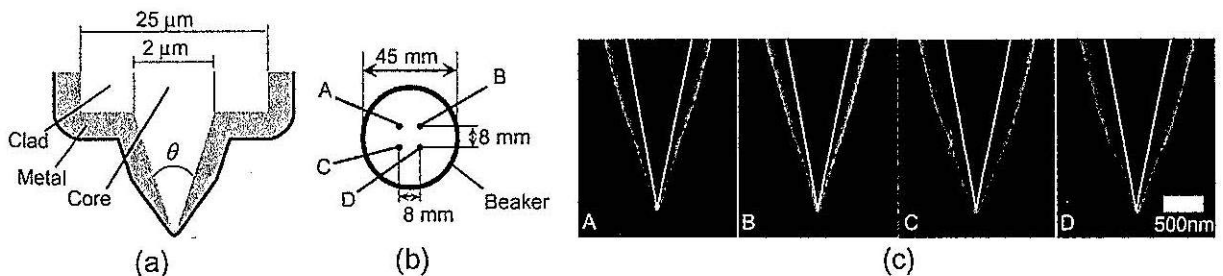 25 μm
2 μm
Clad
Metal
Core
θ
(a)
45 mm
A
B
8 mm
C
D
8 mm
Beaker
(b)
A
B
C
D
500nm
(c)